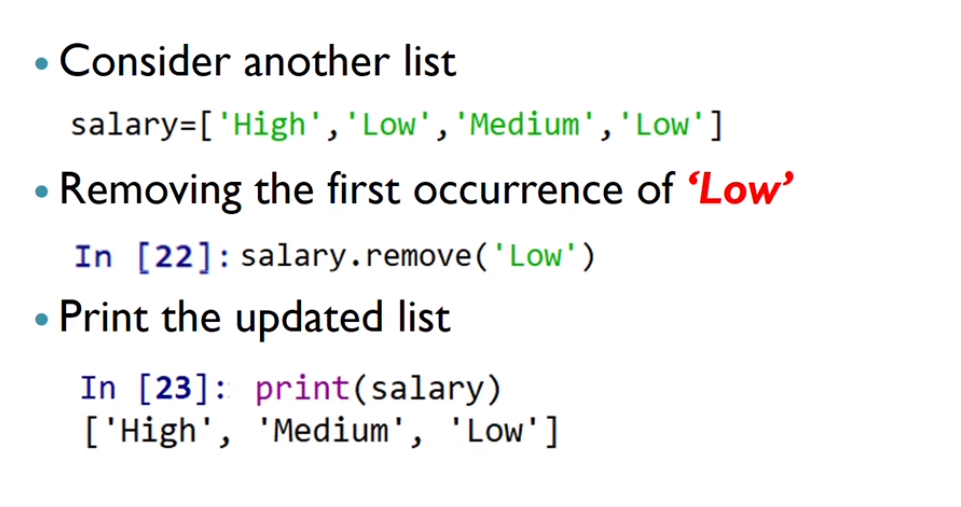 • Consider another list
salary=['High','Low','Medium','Low']
• Removing the first occurrence of ‘Low’
In [22]: salary.remove('Low')
• Print the updated list
In [23]: print(salary)
['High', 'Medium', 'Low']